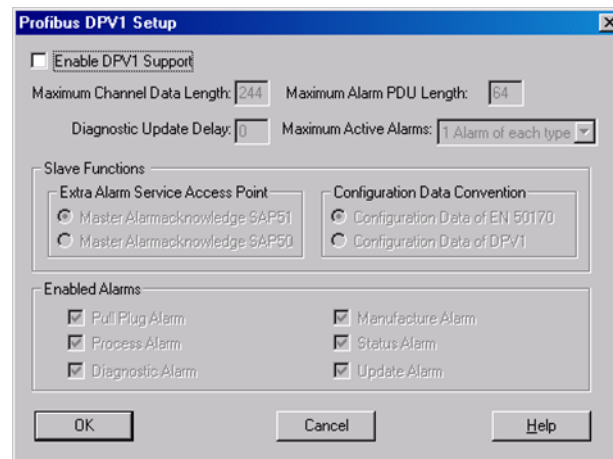 Profibus DPV1 Setup
Enable DPV1 Support
Maximum Channel Data Length: 244 Maximum Alarm PDU Length: 64
Diagnostic Update Delay: 0 Maximum Active Alarms: 1 Alarm of each type
Slave Functions
Extra Alarm Service Access Point
Master Alarmacknowledge SAP51
Master Alarmacknowledge SAP50
Configuration Data Convention
Configuration Data of EN 50170
Configuration Data of DPV1
Enabled Alarms
Pull Plug Alarm Manufacture Alarm
Process Alarm Status Alarm
Diagnostic Alarm Update Alarm
OK Cancel Help